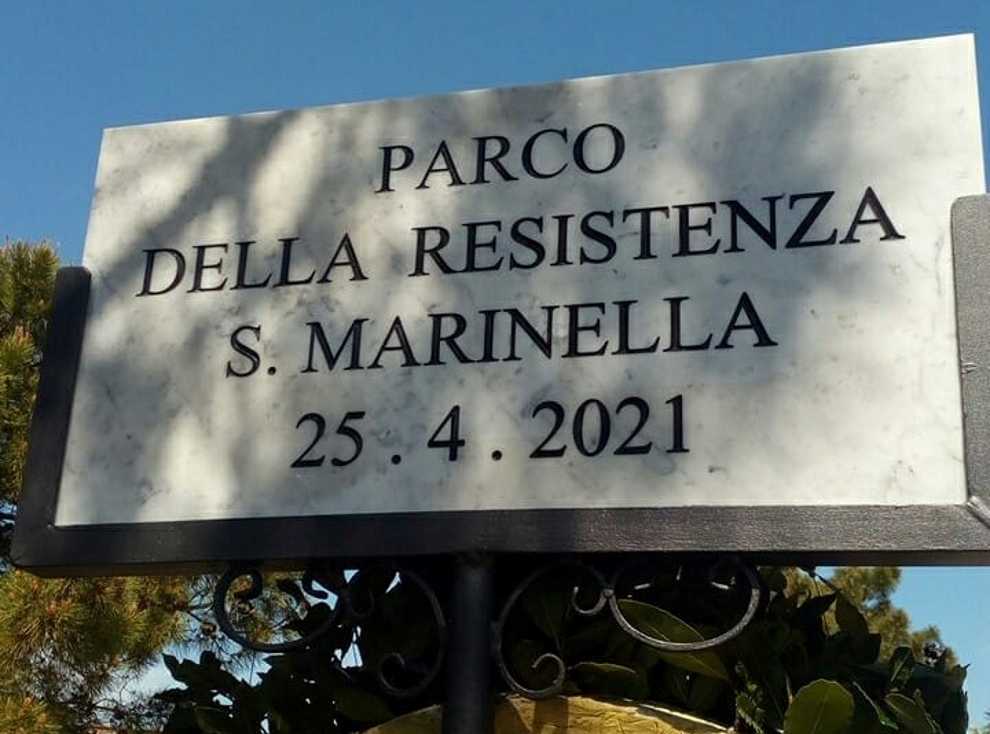 PARCO
DELLA RESISTENZA
S. MARINELLA
25 . 4 . 2021